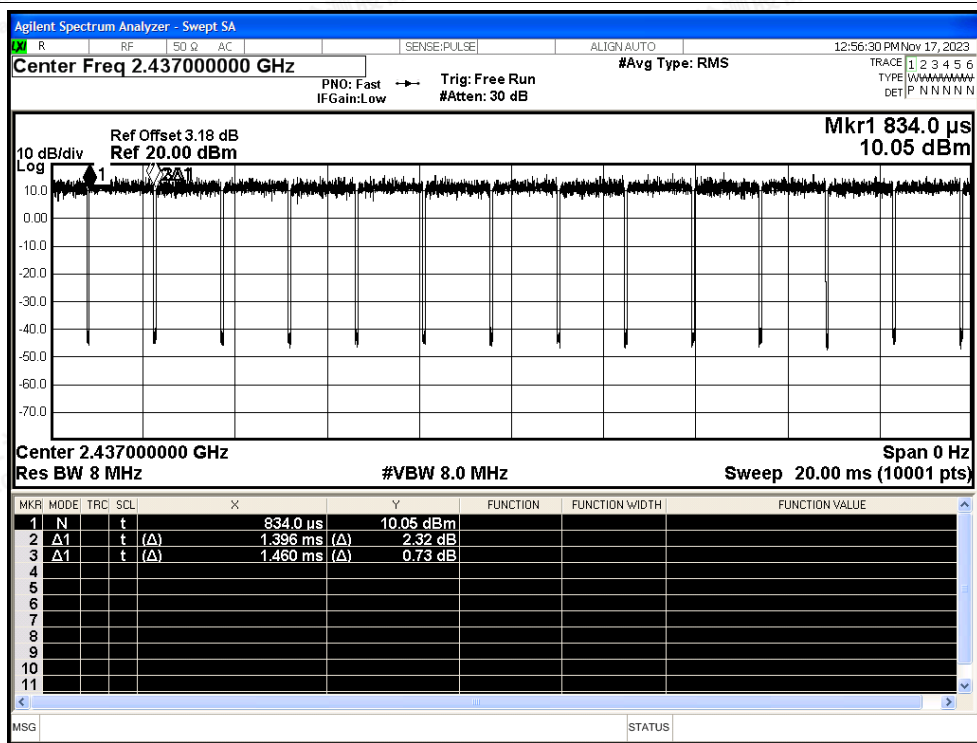 Agilent Spectrum Analyzer - Swept SA
LXI R RF 50 Ω AC SENSE:PULSE ALIGN AUTO 12:56:30 PM Nov 17, 2023
Center Freq 2.437000000 GHz #Avg Type: RMS TRACE 1 2 3 4 5 6
PNO: Fast Trig: Free Run TYPE WWWWWW
IFGain:Low #Atten: 30 dB DET P N N N N N
Ref Offset 3.18 dB Mkr1 834.0 µs
10 dB/div Ref 20.00 dBm 10.05 dBm
Log
1 3Δ1
10.0
0.00
-10.0
-20.0
-30.0
-40.0
-50.0
-60.0
-70.0
Center 2.437000000 GHz Span 0 Hz
Res BW 8 MHz #VBW 8.0 MHz Sweep 20.00 ms (10001 pts)
MKR MODE TRC SCL X Y FUNCTION FUNCTION WIDTH FUNCTION VALUE
1 N t 834.0 µs 10.05 dBm
2 Δ1 t (Δ) 1.396 ms (Δ) 2.32 dB
3 Δ1 t (Δ) 1.460 ms (Δ) 0.73 dB
4
5
6
7
8
9
10
11
MSG STATUS